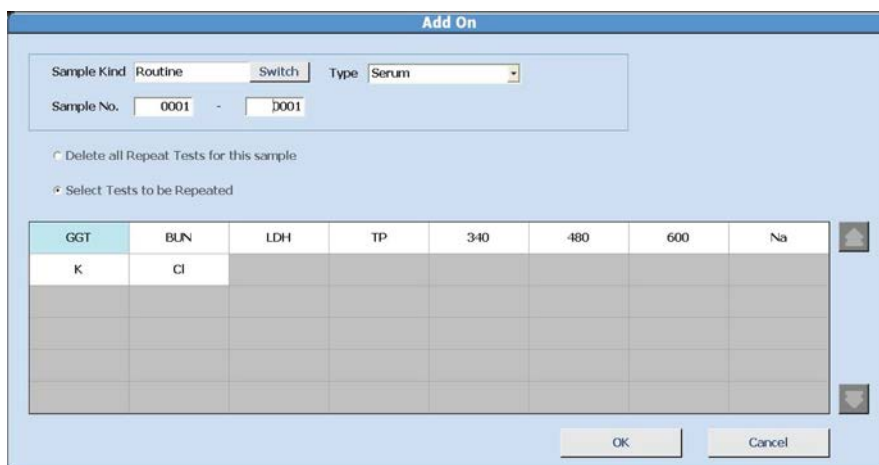 Add On
Sample Kind Routine Switch Type Serum
Sample No. 0001 - 0001
Delete all Repeat Tests for this sample
Select Tests to be Repeated
GGT BUN LDH TP 340 480 600 Na
K Cl
OK Cancel